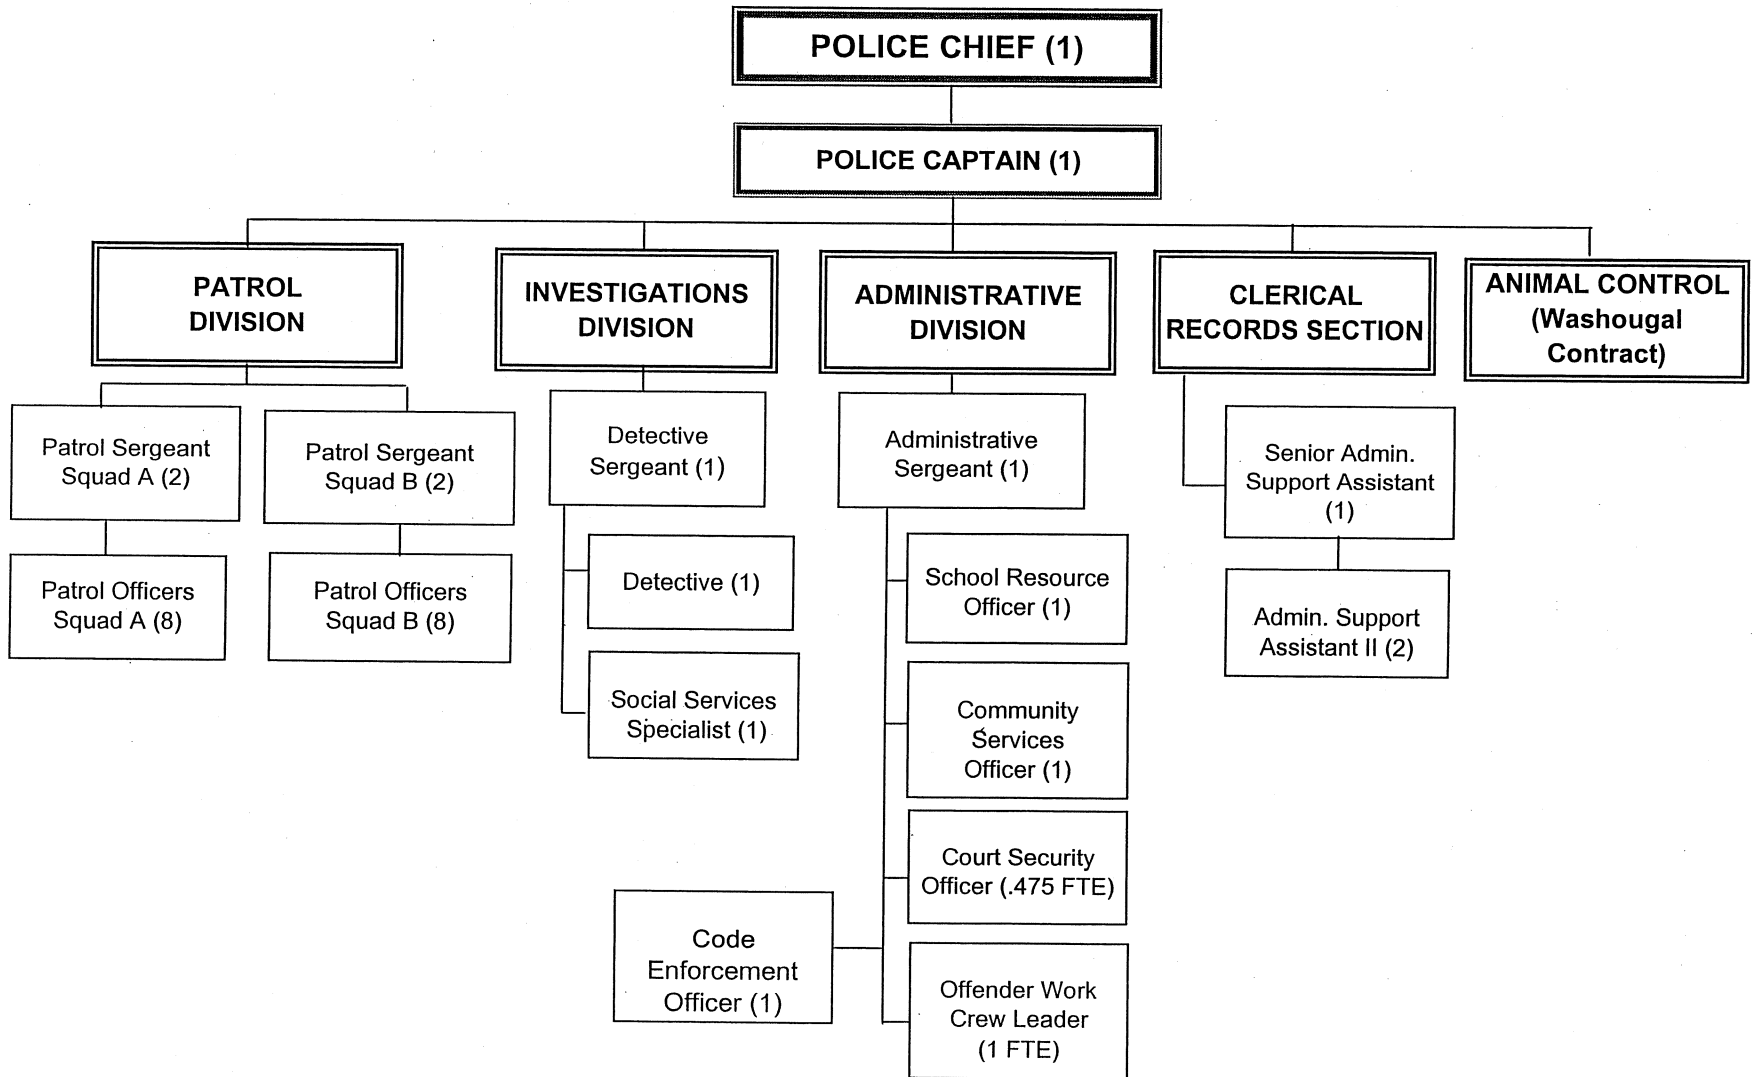 POLICE CHIEF (1)
POLICE CAPTAIN (1)
PATROL
DIVISION
INVESTIGATIONS
DIVISION
ADMINISTRATIVE
DIVISION
CLERICAL
RECORDS SECTION
ANIMAL CONTROL
(Washougal
Contract)
Patrol Sergeant
Squad A (2)
Patrol Sergeant
Squad B (2)
Detective
Sergeant (1)
Administrative
Sergeant (1)
Senior Admin.
Support Assistant
(1)
Patrol Officers
Squad A (8)
Patrol Officers
Squad B (8)
Detective (1)
School Resource
Officer (1)
Admin. Support
Assistant II (2)
Social Services
Specialist (1)
Community
Services
Officer (1)
Court Security
Officer (.475 FTE)
Code
Enforcement
Officer (1)
Offender Work
Crew Leader
(1 FTE)